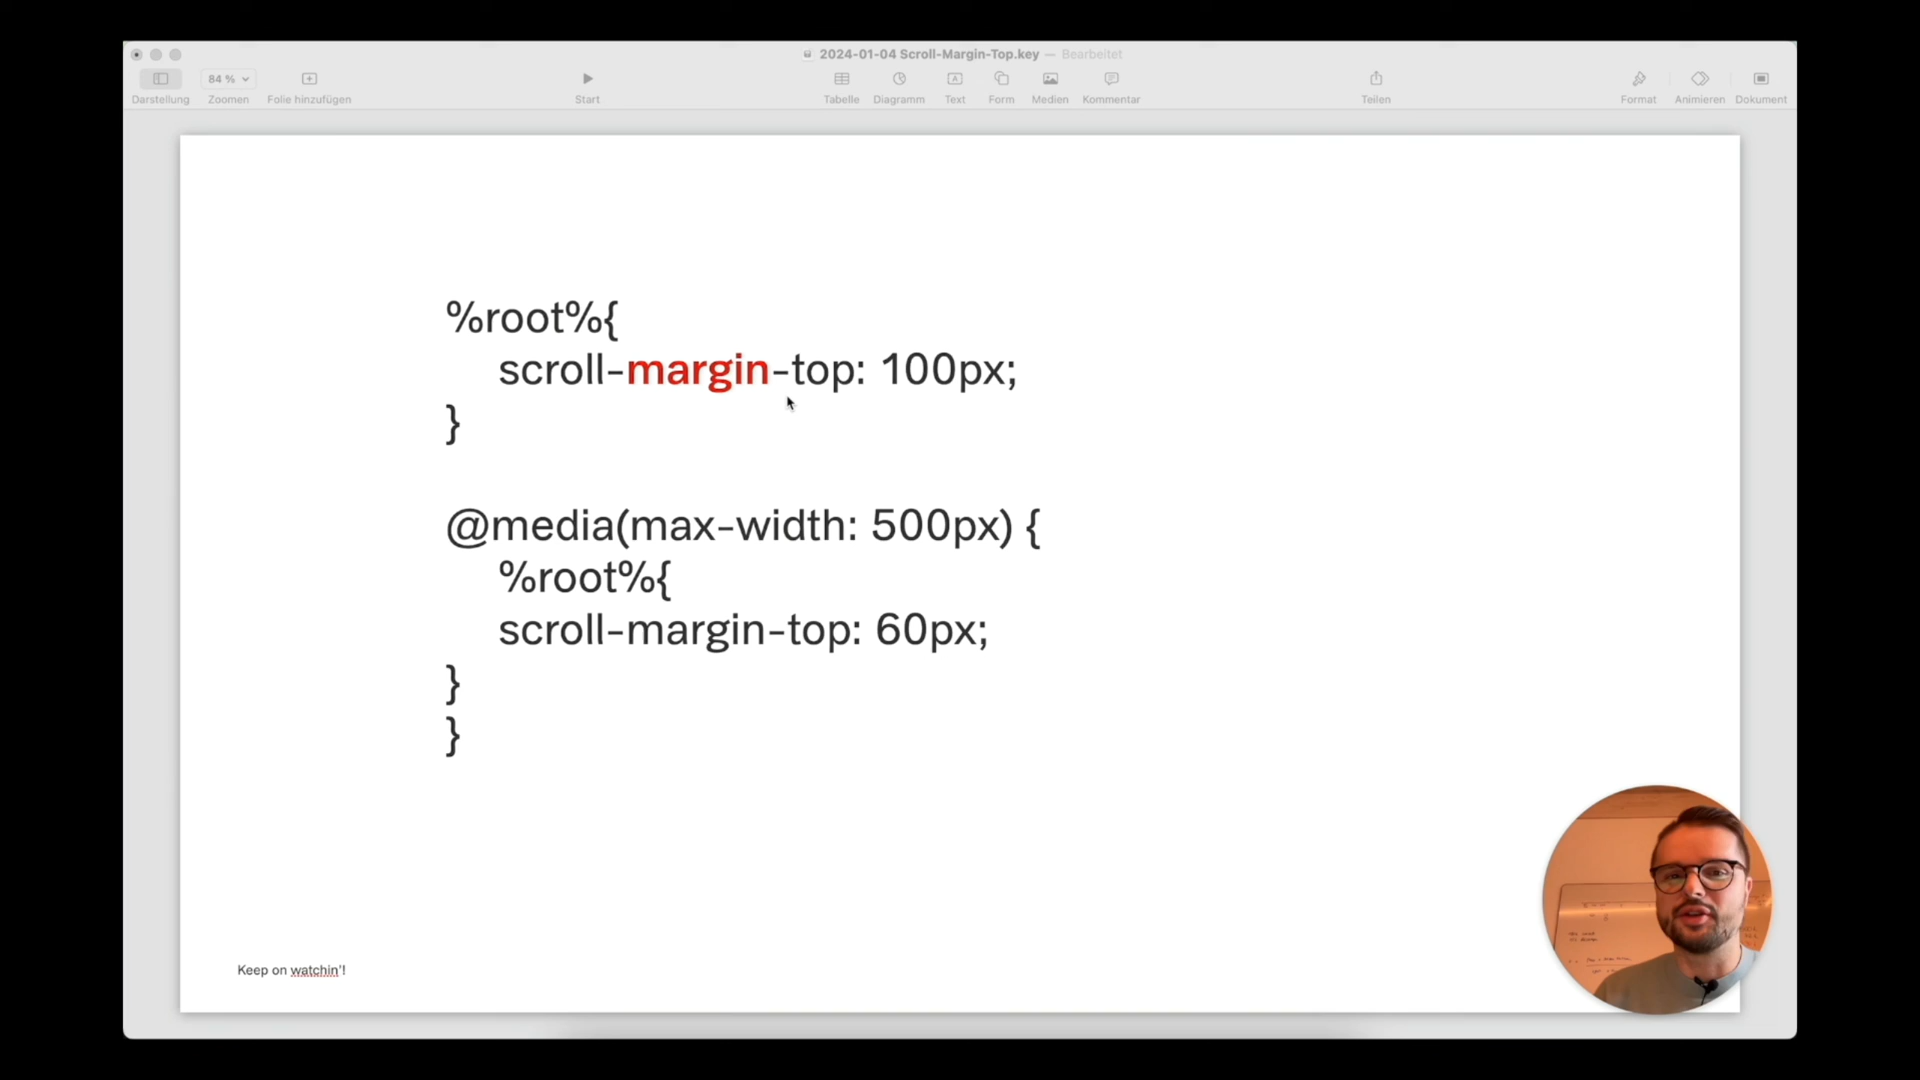 2024-01-04 Scroll-Margin-Top.key — Bearbeitet
84 %
Darstellung Zoomen Folie hinzufügen Start Tabelle Diagramm Text Form Medien Kommentar Teilen Format Animieren Dokument
%root%{
scroll-margin-top: 100px;
}
@media(max-width: 500px) {
%root%{
scroll-margin-top: 60px;
}
}
Keep on watchin'!